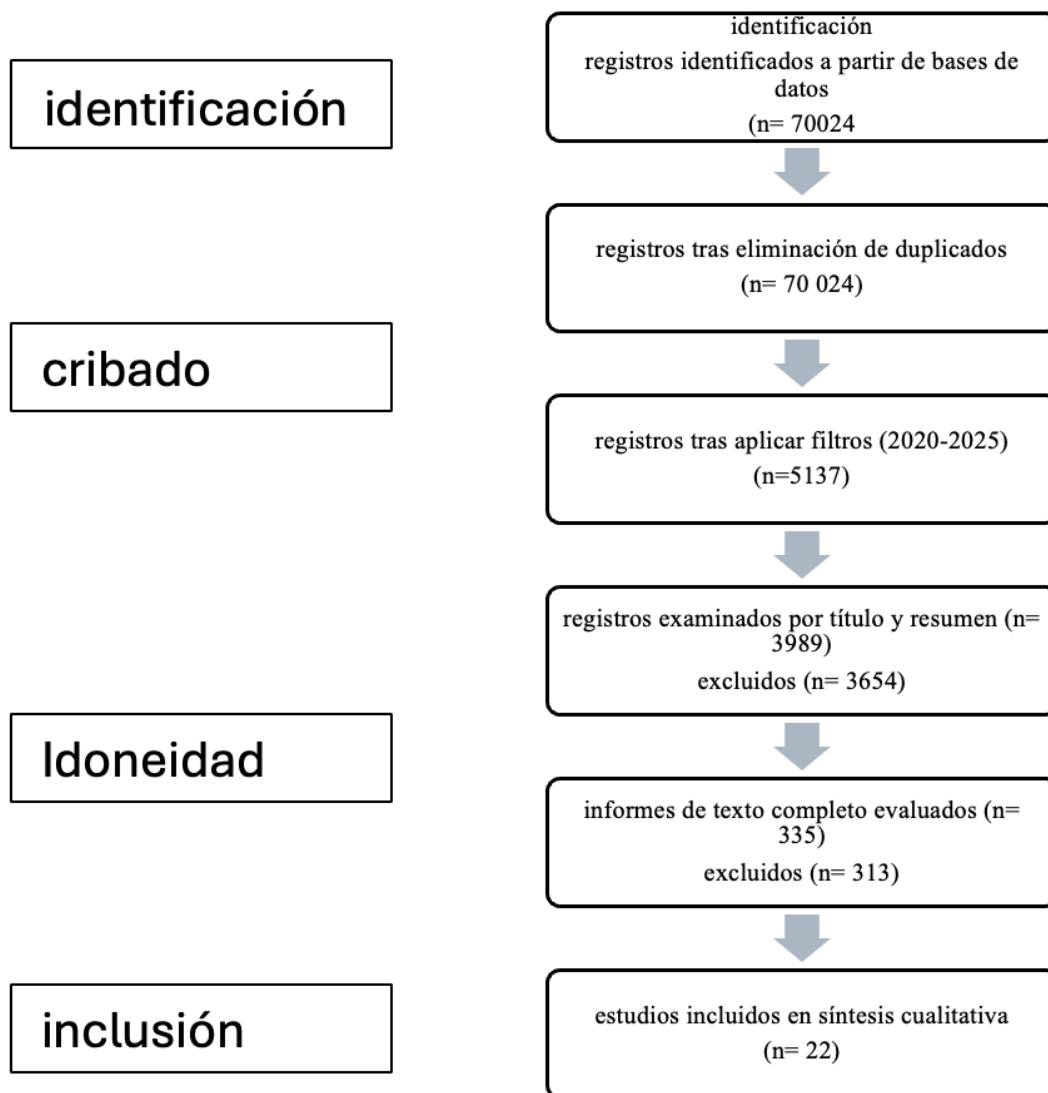 identificación
identificación
registros identificados a partir de bases de
datos
(n= 70024
registros tras eliminación de duplicados
(n= 70 024)
cribado
registros tras aplicar filtros (2020-2025)
(n=5137)
registros examinados por título y resumen (n=
3989)
excluidos (n= 3654)
Idoneidad
informes de texto completo evaluados (n=
335)
excluidos (n= 313)
inclusión
estudios incluidos en síntesis cualitativa
(n= 22)